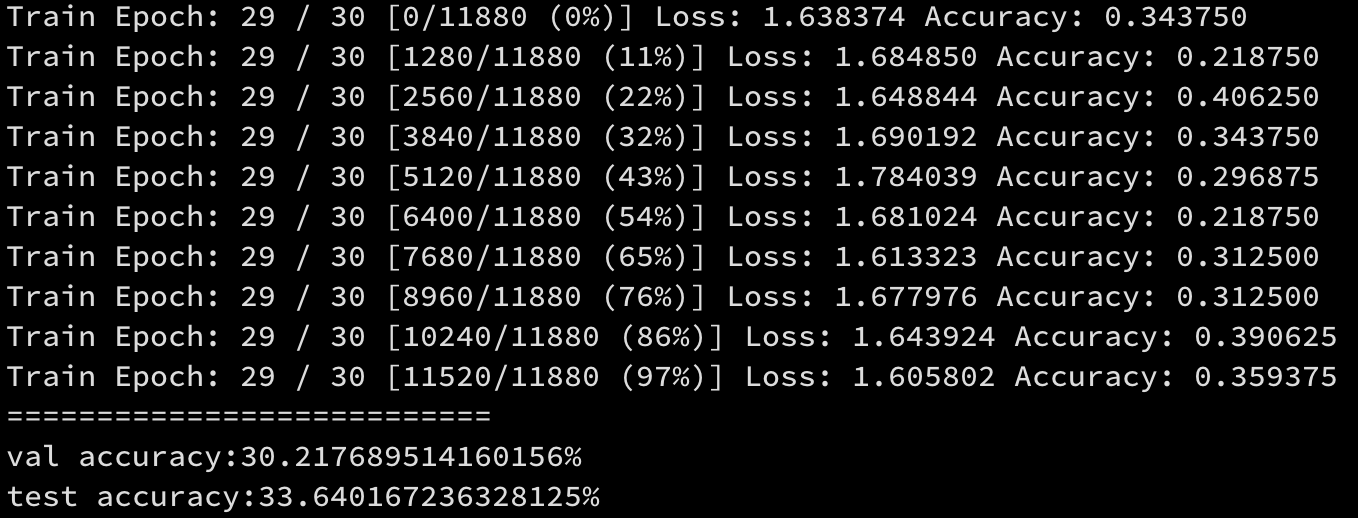 Train Epoch: 29 / 30 [0/11880 (0%)] Loss: 1.638374 Accuracy: 0.343750
Train Epoch: 29 / 30 [1280/11880 (11%)] Loss: 1.684850 Accuracy: 0.218750
Train Epoch: 29 / 30 [2560/11880 (22%)] Loss: 1.648844 Accuracy: 0.406250
Train Epoch: 29 / 30 [3840/11880 (32%)] Loss: 1.690192 Accuracy: 0.343750
Train Epoch: 29 / 30 [5120/11880 (43%)] Loss: 1.784039 Accuracy: 0.296875
Train Epoch: 29 / 30 [6400/11880 (54%)] Loss: 1.681024 Accuracy: 0.218750
Train Epoch: 29 / 30 [7680/11880 (65%)] Loss: 1.613323 Accuracy: 0.312500
Train Epoch: 29 / 30 [8960/11880 (76%)] Loss: 1.677976 Accuracy: 0.312500
Train Epoch: 29 / 30 [10240/11880 (86%)] Loss: 1.643924 Accuracy: 0.390625
Train Epoch: 29 / 30 [11520/11880 (97%)] Loss: 1.605802 Accuracy: 0.359375
===========================
val accuracy:30.217689514160156%
test accuracy:33.640167236328125%